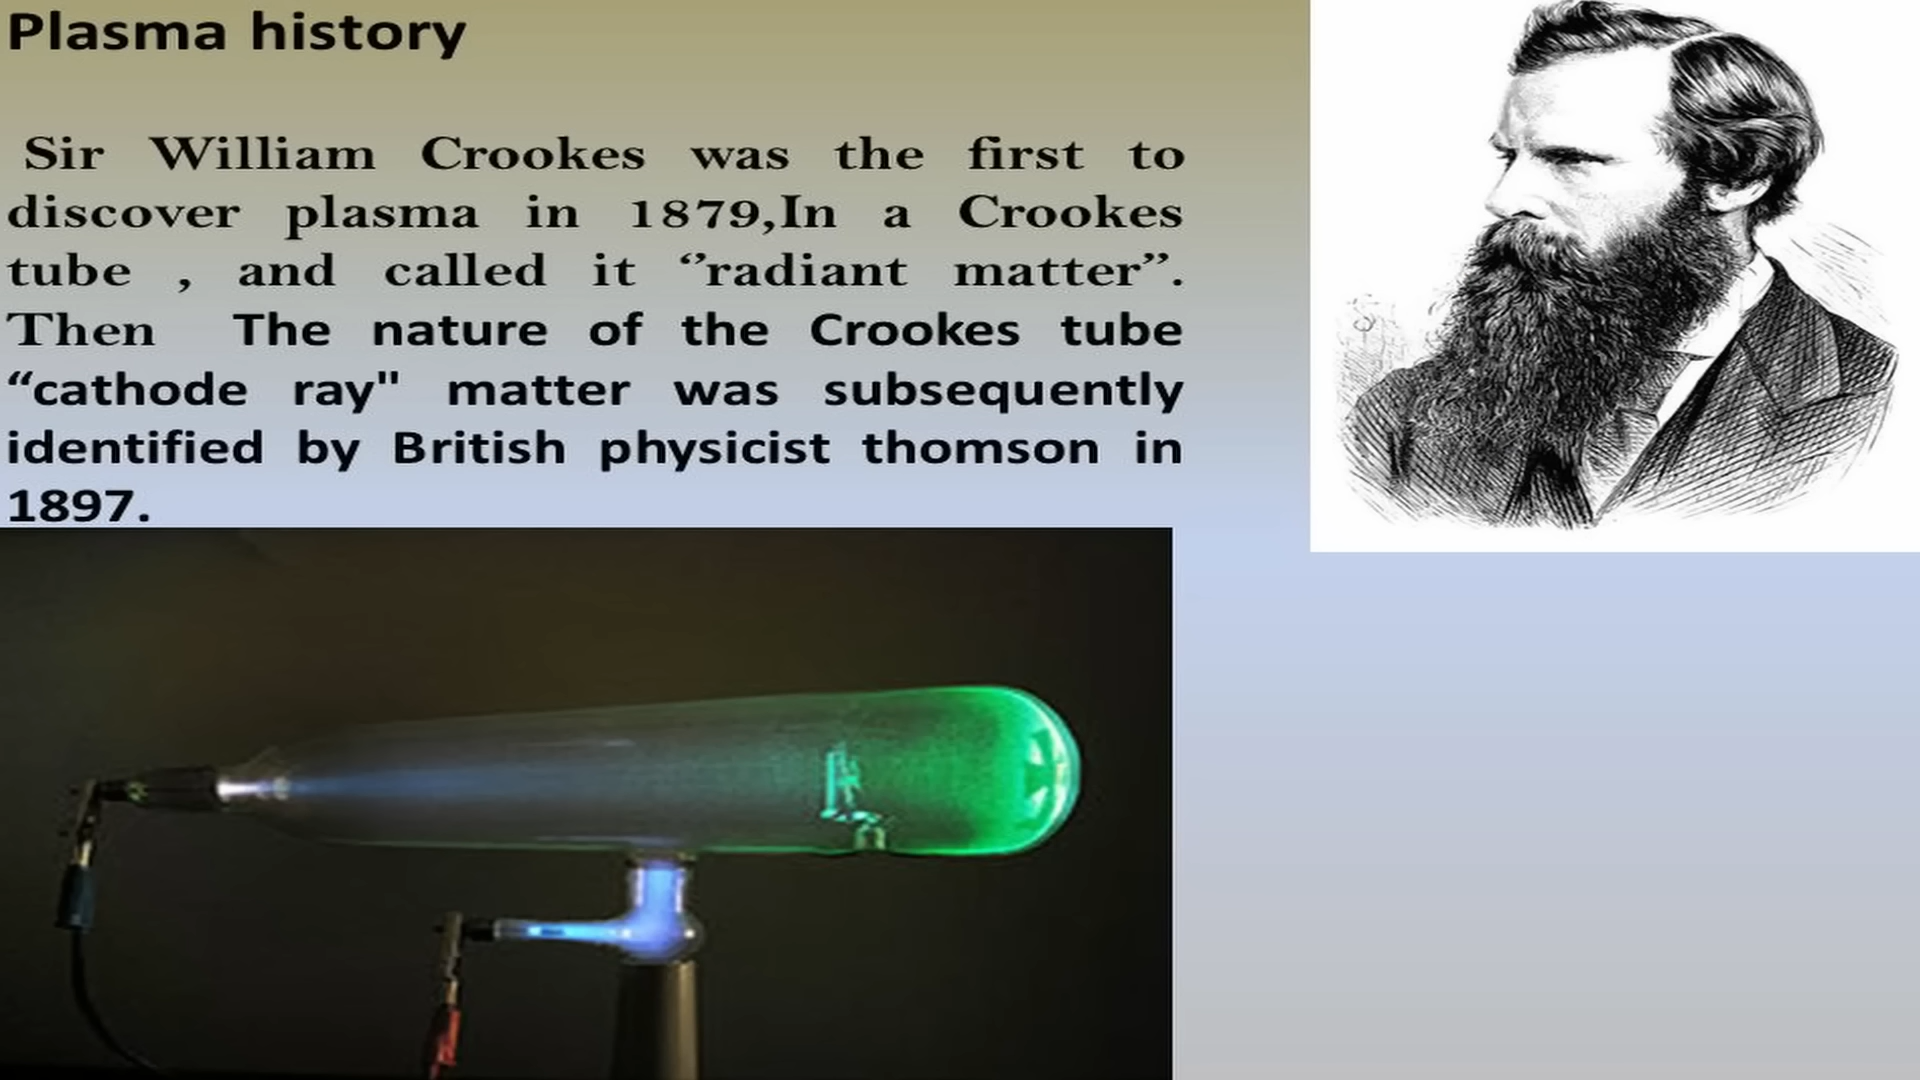 Plasma history
Sir William Crookes was the first to
discover plasma in 1879,In a Crookes
tube , and called it ‘’radiant matter’’.
Then The nature of the Crookes tube
“cathode ray" matter was subsequently
identified by British physicist thomson in
1897.